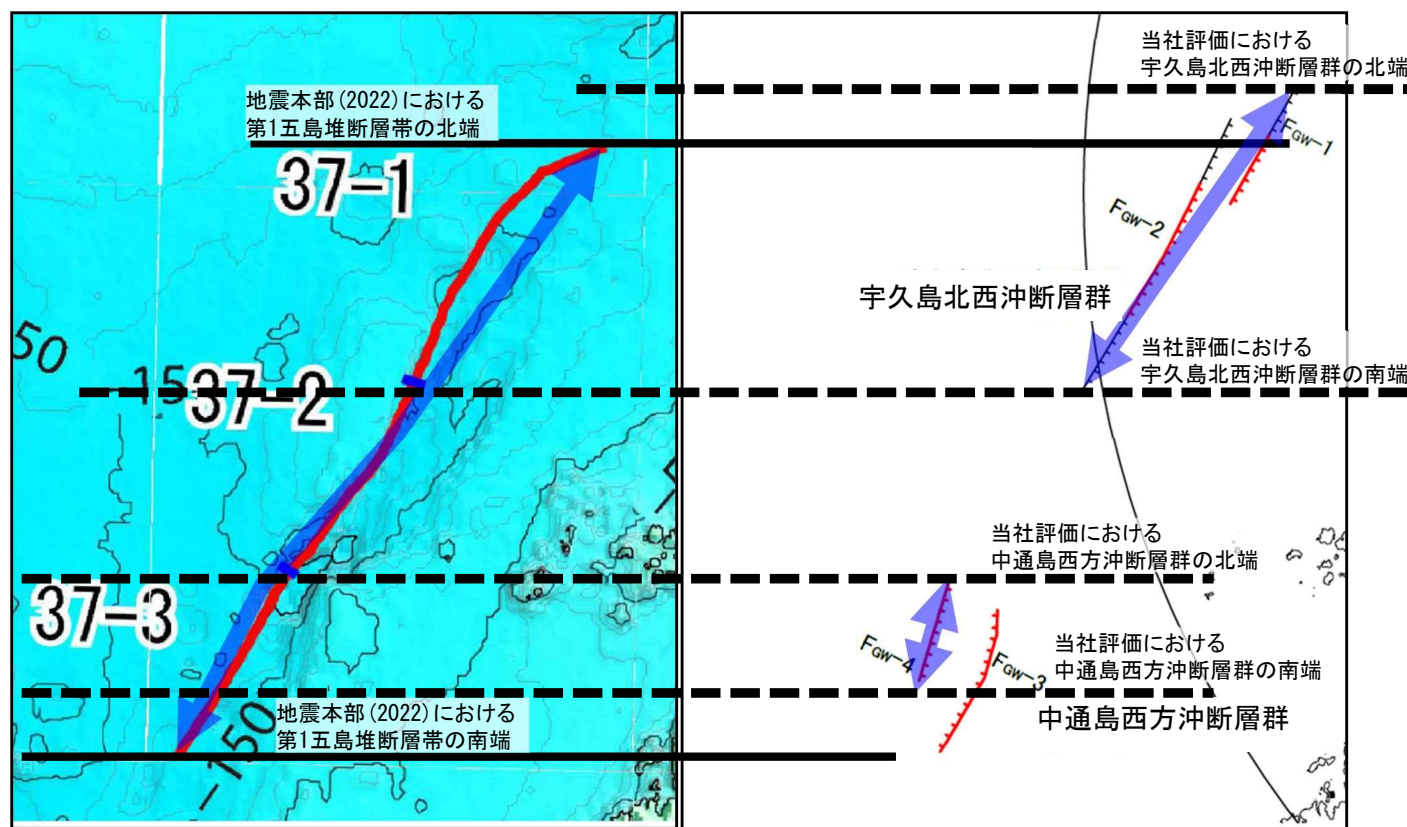 地震本部(2022)における
第1五島堆断層帯の北端
37-1
50
15
37-2
37-3
地震本部(2022)における
第1五島堆断層帯の南端
-150
当社評価における
宇久島北西沖断層群の北端
FGW-1
FGW-2
宇久島北西沖断層群
当社評価における
宇久島北西沖断層群の南端
当社評価における
中通島西方沖断層群の北端
FGW-4
FGW-3
当社評価における
中通島西方沖断層群の南端
中通島西方沖断層群